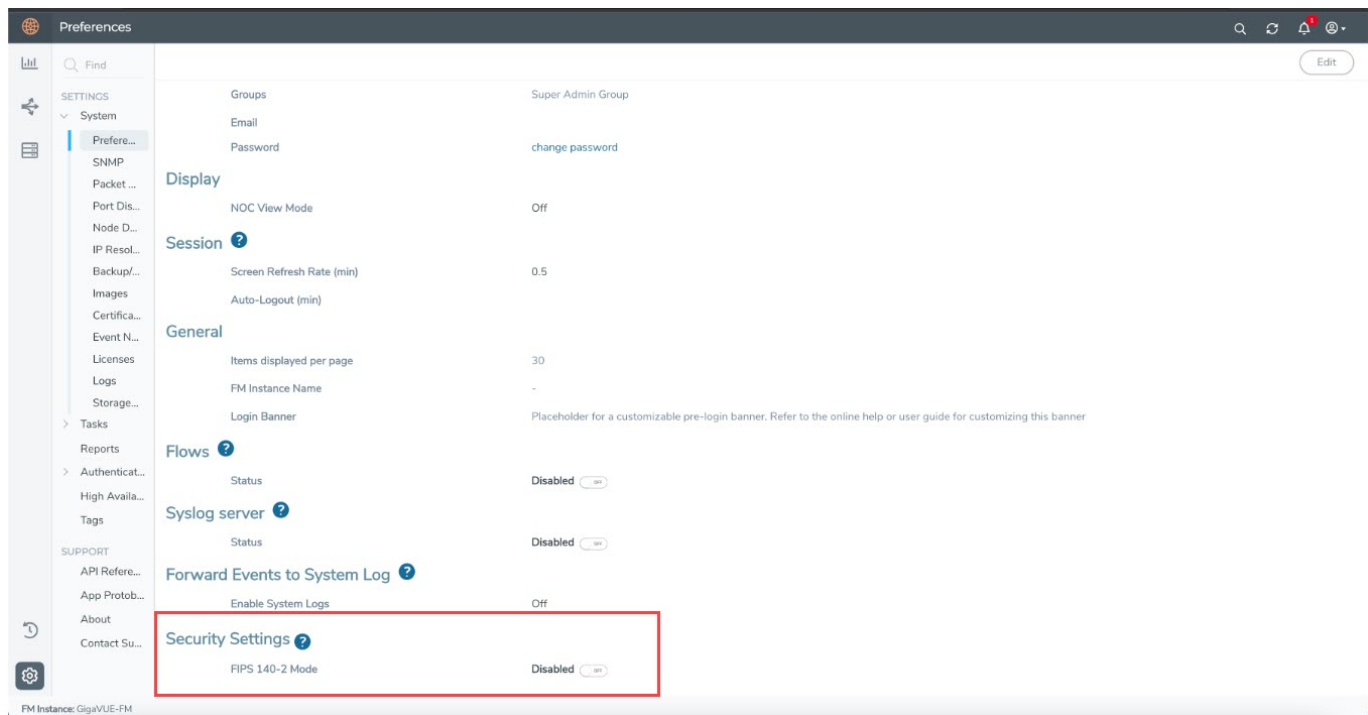 Preferences
1
Find
Edit
SETTINGS
System
Prefere...
SNMP
Packet ...
Port Dis...
Node D...
IP Resol...
Backup/...
Images
Certifica...
Event N...
Licenses
Logs
Storage...
Tasks
Reports
Authenticat...
High Availa...
Tags
SUPPORT
API Refere...
App Protob...
About
Contact Su...
Groups Super Admin Group
Email
Password change password
Display
NOC View Mode Off
Session ?
Screen Refresh Rate (min) 0.5
Auto-Logout (min)
General
Items displayed per page 30
FM Instance Name -
Login Banner Placeholder for a customizable pre-login banner. Refer to the online help or user guide for customizing this banner
Flows ?
Status Disabled OFF
Syslog server ?
Status Disabled OFF
Forward Events to System Log ?
Enable System Logs Off
Security Settings ?
FIPS 140-2 Mode Disabled OFF
FM Instance: GigaVUE-FM